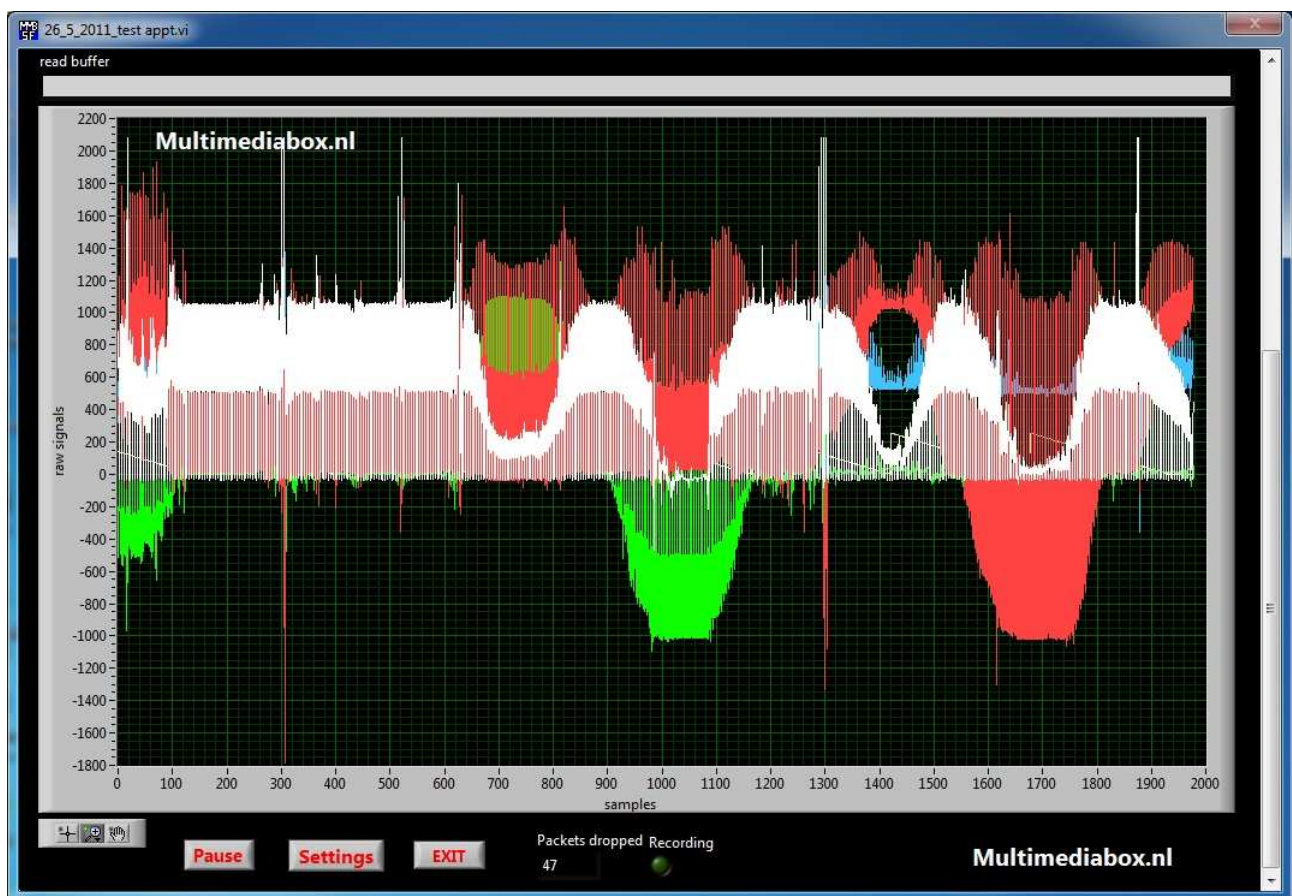 MMB
SF
26_5_2011_test appt.vi
read buffer
Multimediabox.nl
raw signals
2200
2000
1800
1600
1400
1200
1000
800
600
400
200
0
-200
-400
-600
-800
-1000
-1200
-1400
-1600
-1800
0 100 200 300 400 500 600 700 800 900 1000 1100 1200 1300 1400 1500 1600 1700 1800 1900 2000
samples
Pause Settings EXIT
Packets dropped Recording
47
Multimediabox.nl